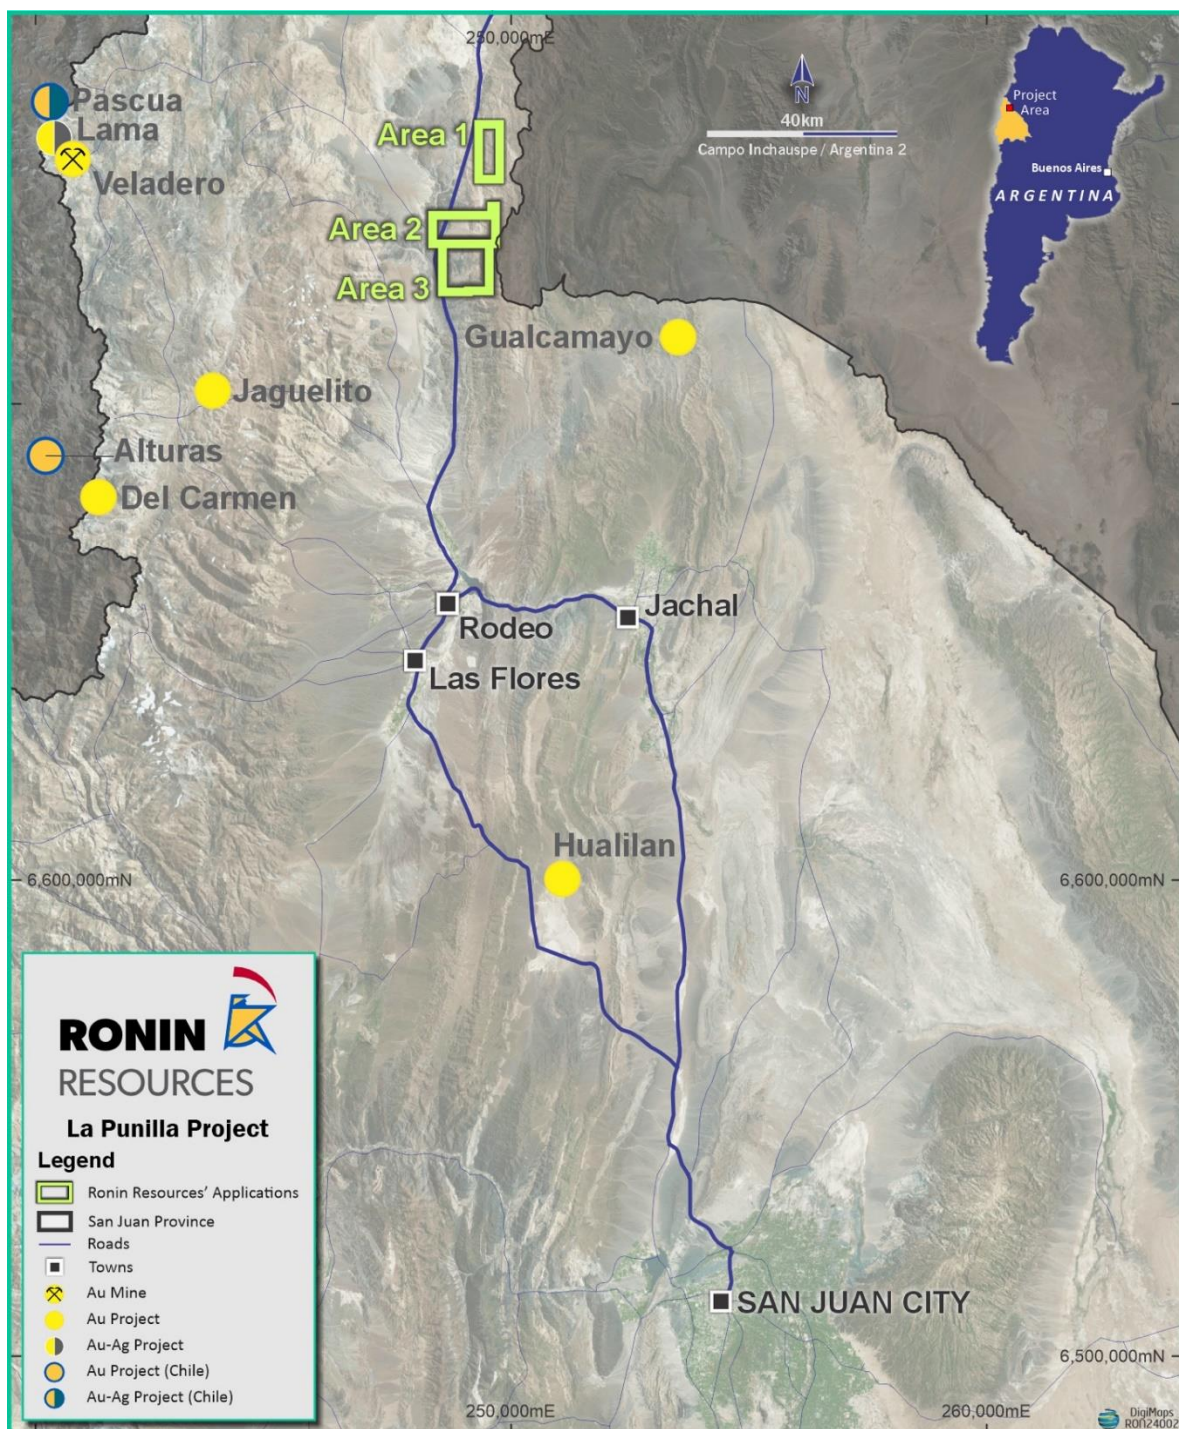 250,000mE
Pascua
Lama
Veladero
Area 1
Area 2
Area 3
N
40km
Campo Inchauspe / Argentina 2
Project
Area
Buenos Aires
ARGENTINA
Gualcamayo
Jaguelito
Alturas
Del Carmen
Rodeo
Jachal
Las Flores
Hualilan
6,600,000mN
6,600,000mN
RONIN
RESOURCES
La Punilla Project
Legend
Ronin Resources' Applications
San Juan Province
Roads
Towns
Au Mine
Au Project
Au-Ag Project
Au Project (Chile)
Au-Ag Project (Chile)
SAN JUAN CITY
6,500,000mN
250,000mE
260,000mE
DigiMaps
RON24002